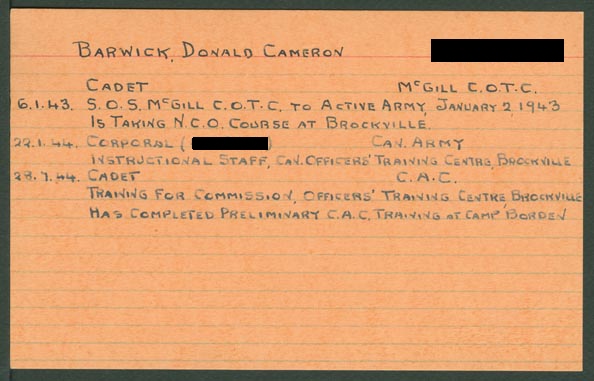 BARWICK, DONALD CAMERON
CADET McGILL C.O.T.C.
6.1.43. S.O.S. McGILL C.O.T.C. TO ACTIVE ARMY, JANUARY 2, 1943
IS TAKING N.C.O. COURSE AT BROCKVILLE.
22.1.44. CORPORAL ( ) CAN. ARMY
INSTRUCTIONAL STAFF, CAN. OFFICERS' TRAINING CENTRE, BROCKVILLE
28.7.44. CADET C.A.C.
TRAINING FOR COMMISSION, OFFICERS' TRAINING CENTRE, BROCKVILLE
HAS COMPLETED PRELIMINARY C.A.C. TRAINING AT CAMP BORDEN